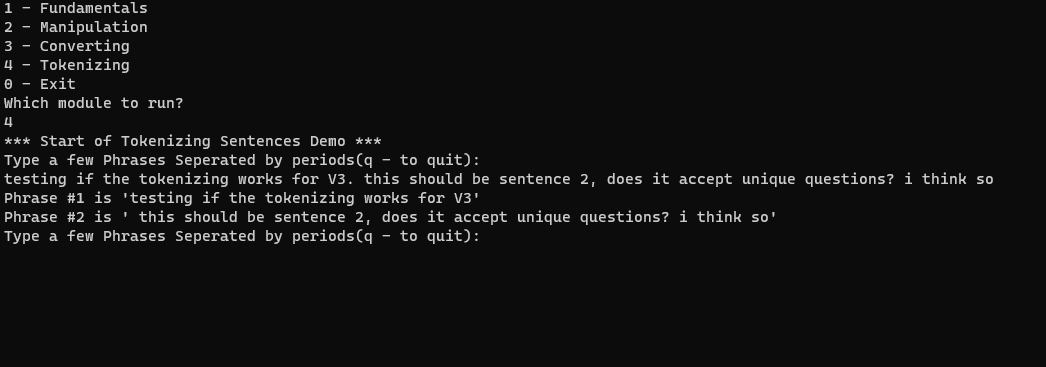 1 - Fundamentals
2 - Manipulation
3 - Converting
4 - Tokenizing
0 - Exit
Which module to run?
4
*** Start of Tokenizing Sentences Demo ***
Type a few Phrases Seperated by periods(q - to quit):
testing if the tokenizing works for V3. this should be sentence 2, does it accept unique questions? i think so
Phrase #1 is 'testing if the tokenizing works for V3'
Phrase #2 is ' this should be sentence 2, does it accept unique questions? i think so'
Type a few Phrases Seperated by periods(q - to quit):